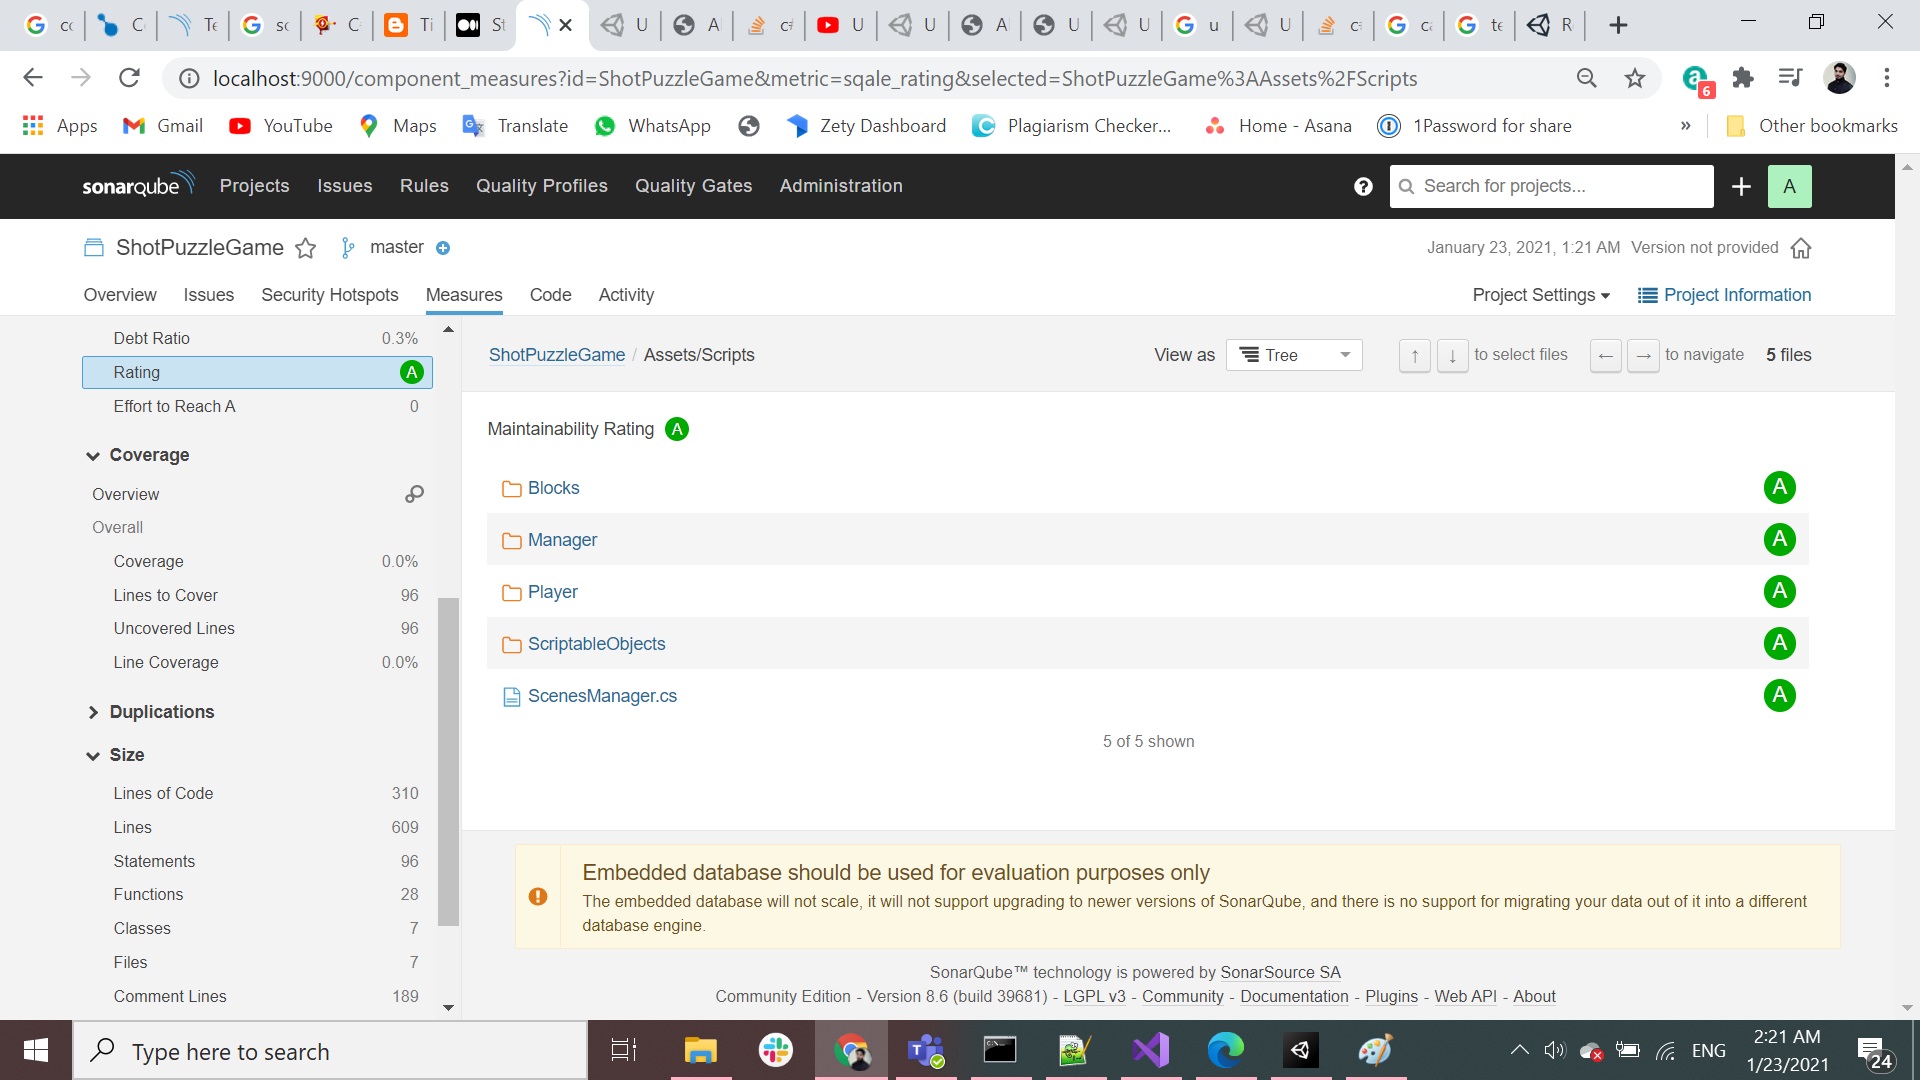 cc
C
Te
sc
C
Ti
St
U
A
c#
U
U
A
U
U
u
U
c#
ca
te
R
localhost:9000/component_measures?id=ShotPuzzleGame&metric=sqale_rating&selected=ShotPuzzleGame%3AAssets%2FScripts
6
Apps Gmail YouTube Maps Translate WhatsApp Zety Dashboard Plagiarism Checker... Home - Asana 1Password for share » Other bookmarks
sonarqube Projects Issues Rules Quality Profiles Quality Gates Administration ? Search for projects... A
ShotPuzzleGame master January 23, 2021, 1:21 AM Version not provided
Overview Issues Security Hotspots Measures Code Activity Project Settings Project Information
Debt Ratio 0.3%
Rating A
Effort to Reach A 0
Coverage
Overview
Overall
Coverage 0.0%
Lines to Cover 96
Uncovered Lines 96
Line Coverage 0.0%
Duplications
Size
Lines of Code 310
Lines 609
Statements 96
Functions 28
Classes 7
Files 7
Comment Lines 189
ShotPuzzleGame / Assets/Scripts View as Tree ↑ ↓ to select files ← → to navigate 5 files
Maintainability Rating A
Blocks A
Manager A
Player A
ScriptableObjects A
ScenesManager.cs A
5 of 5 shown
Embedded database should be used for evaluation purposes only
The embedded database will not scale, it will not support upgrading to newer versions of SonarQube, and there is no support for migrating your data out of it into a different
database engine.
SonarQube™ technology is powered by SonarSource SA
Community Edition - Version 8.6 (build 39681) - LGPL v3 - Community - Documentation - Plugins - Web API - About
Type here to search
ENG
2:21 AM
1/23/2021
24